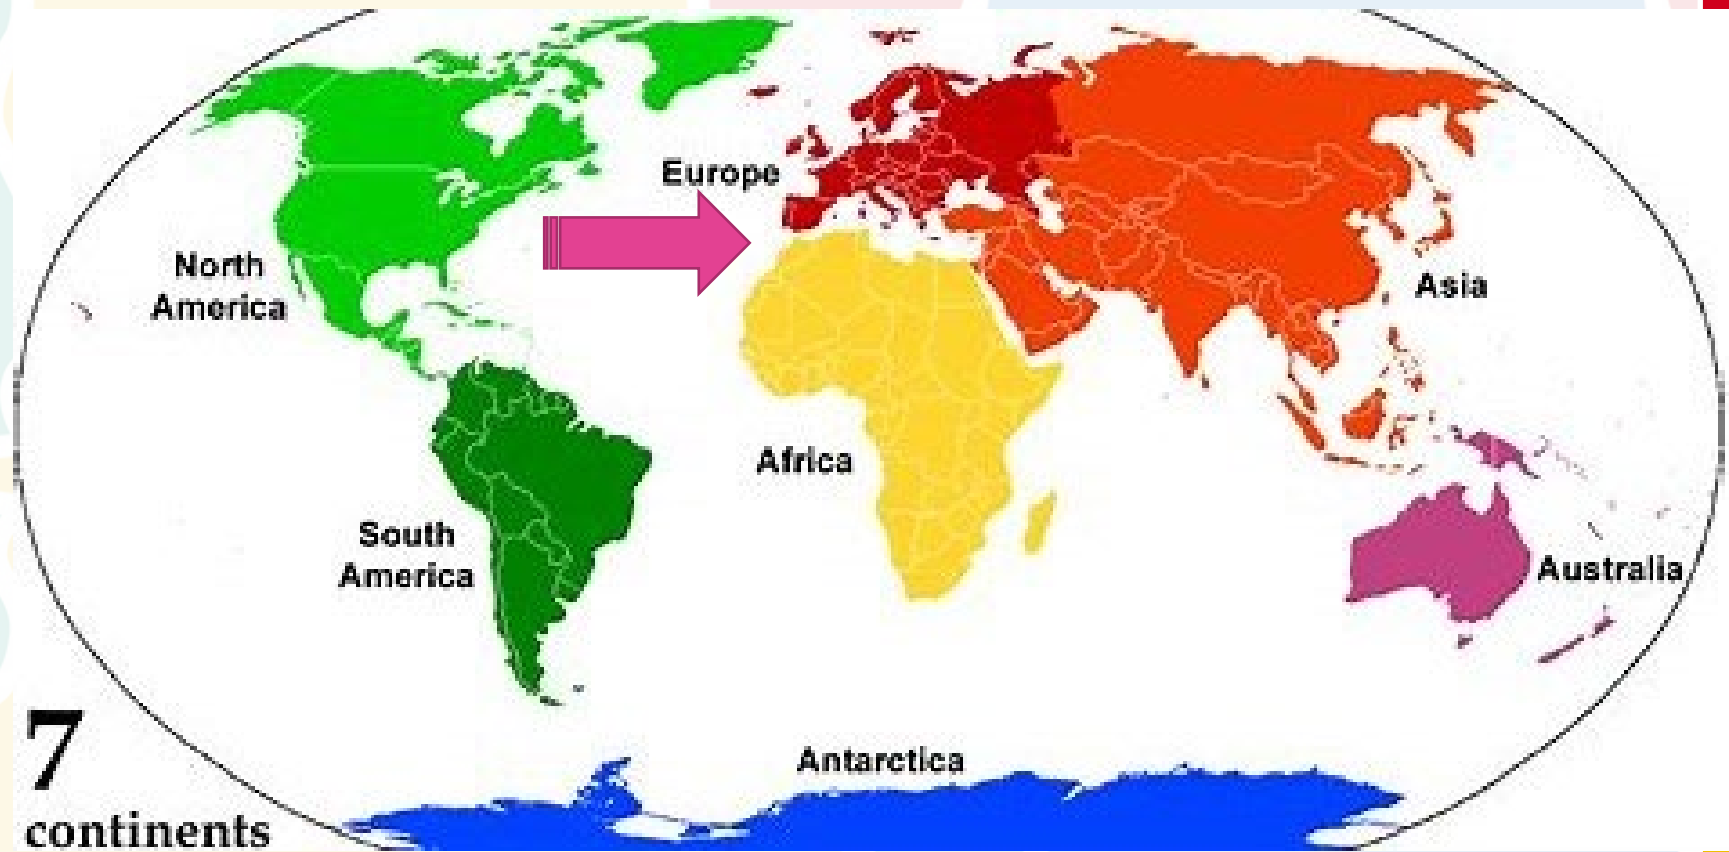 Europe
North
America
Asia
Africa
South
America
Australia
Antarctica
7
continents